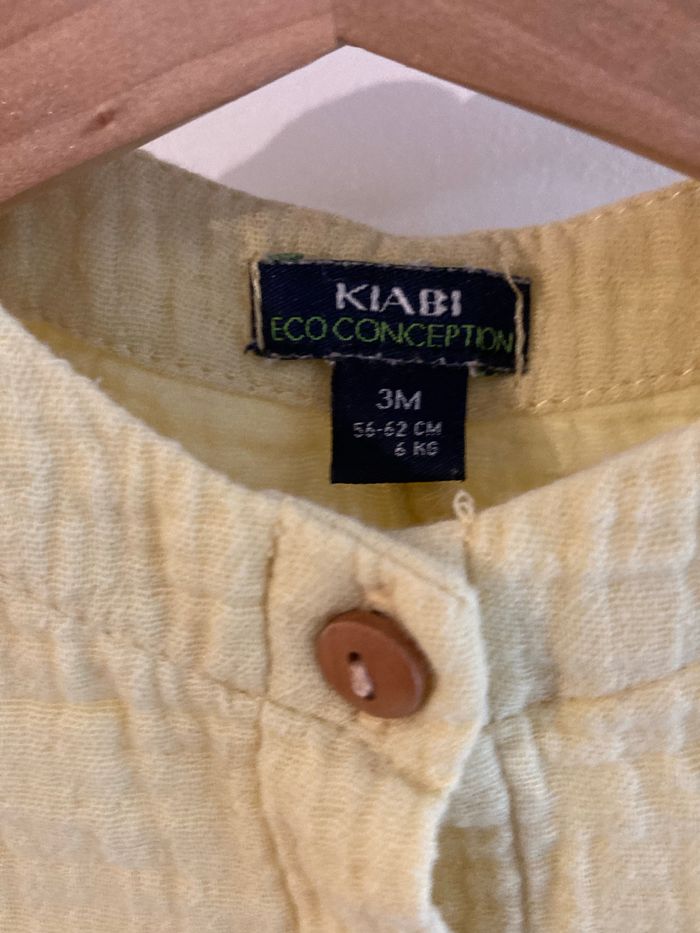 KIABI
ECO CONCEPTION
3M
56-62 CM
6 KG